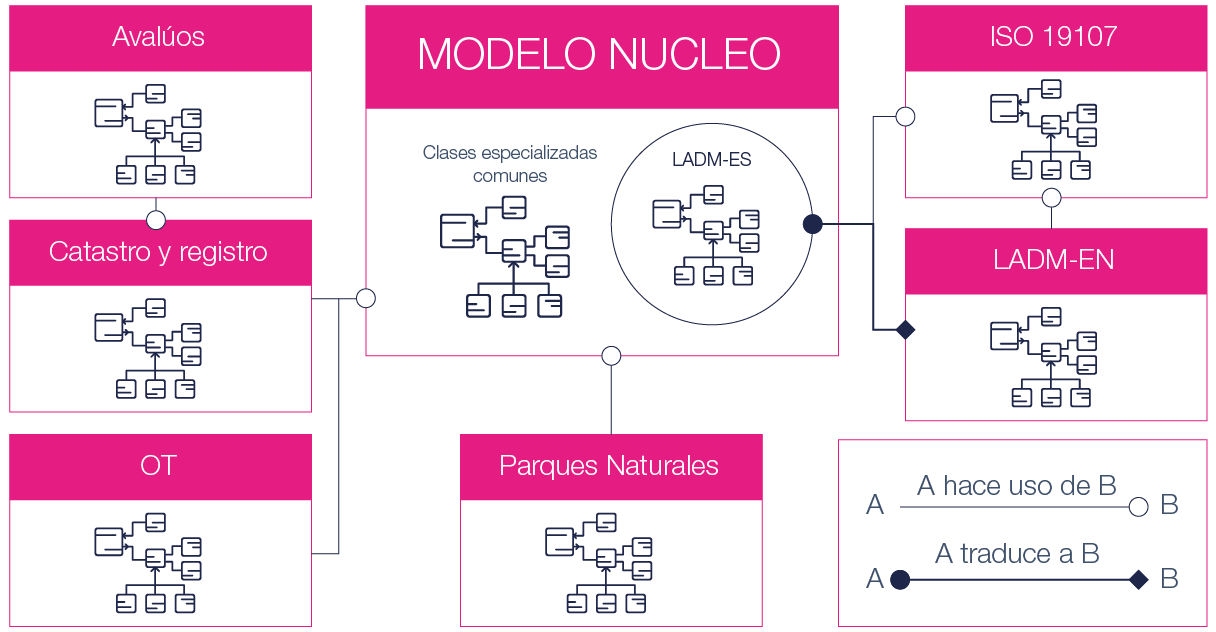 Avalúos
MODELO NUCLEO
ISO 19107
Clases especializadas
comunes
LADM-ES
Catastro y registro
LADM-EN
OT
Parques Naturales
A hace uso de B
A
B
A traduce a B
A
B